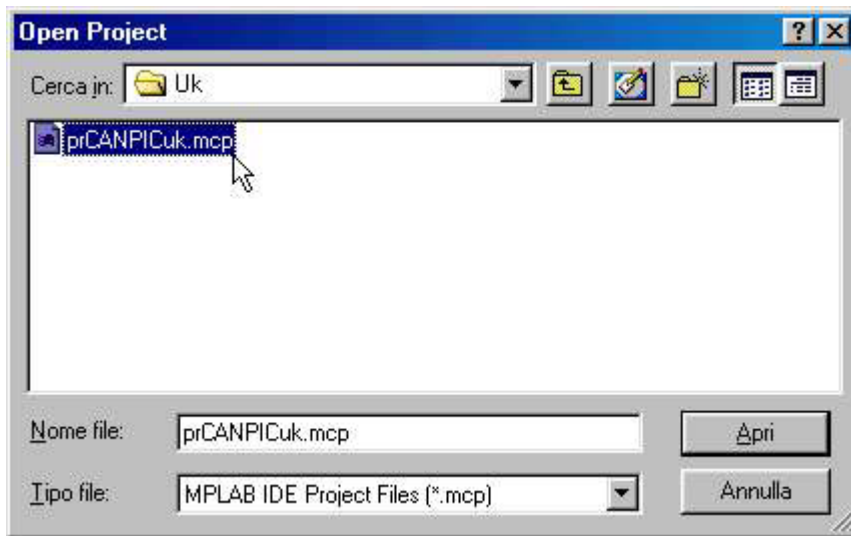 Open Project
Cerca in: Uk
prCANPICuk.mcp
Nome file: prCANPICuk.mcp Apri
Tipo file: MPLAB IDE Project Files (*.mcp) Annulla